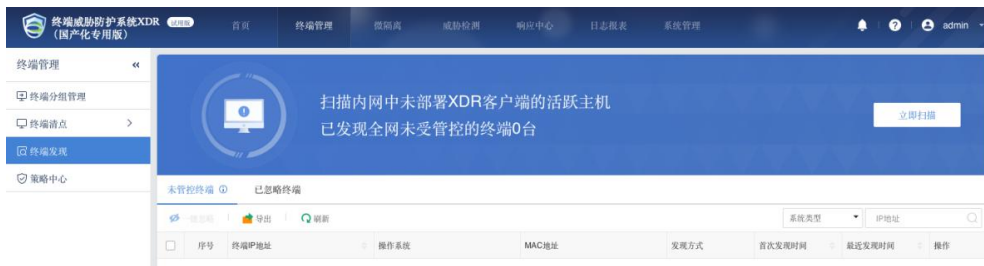 终端威胁防护系统XDR 试用版
(国产化专用版)
首页 终端管理 微隔离 威胁检测 响应中心 日志报表 系统管理 admin
终端管理
终端分组管理
终端清点
终端发现
策略中心
扫描内网中未部署XDR客户端的活跃主机
已发现全网未受管控的终端0台
立即扫描
未管控终端 已忽略终端
一键忽略 导出 刷新 系统类型 IP地址
序号 终端IP地址 操作系统 MAC地址 发现方式 首次发现时间 最近发现时间 操作